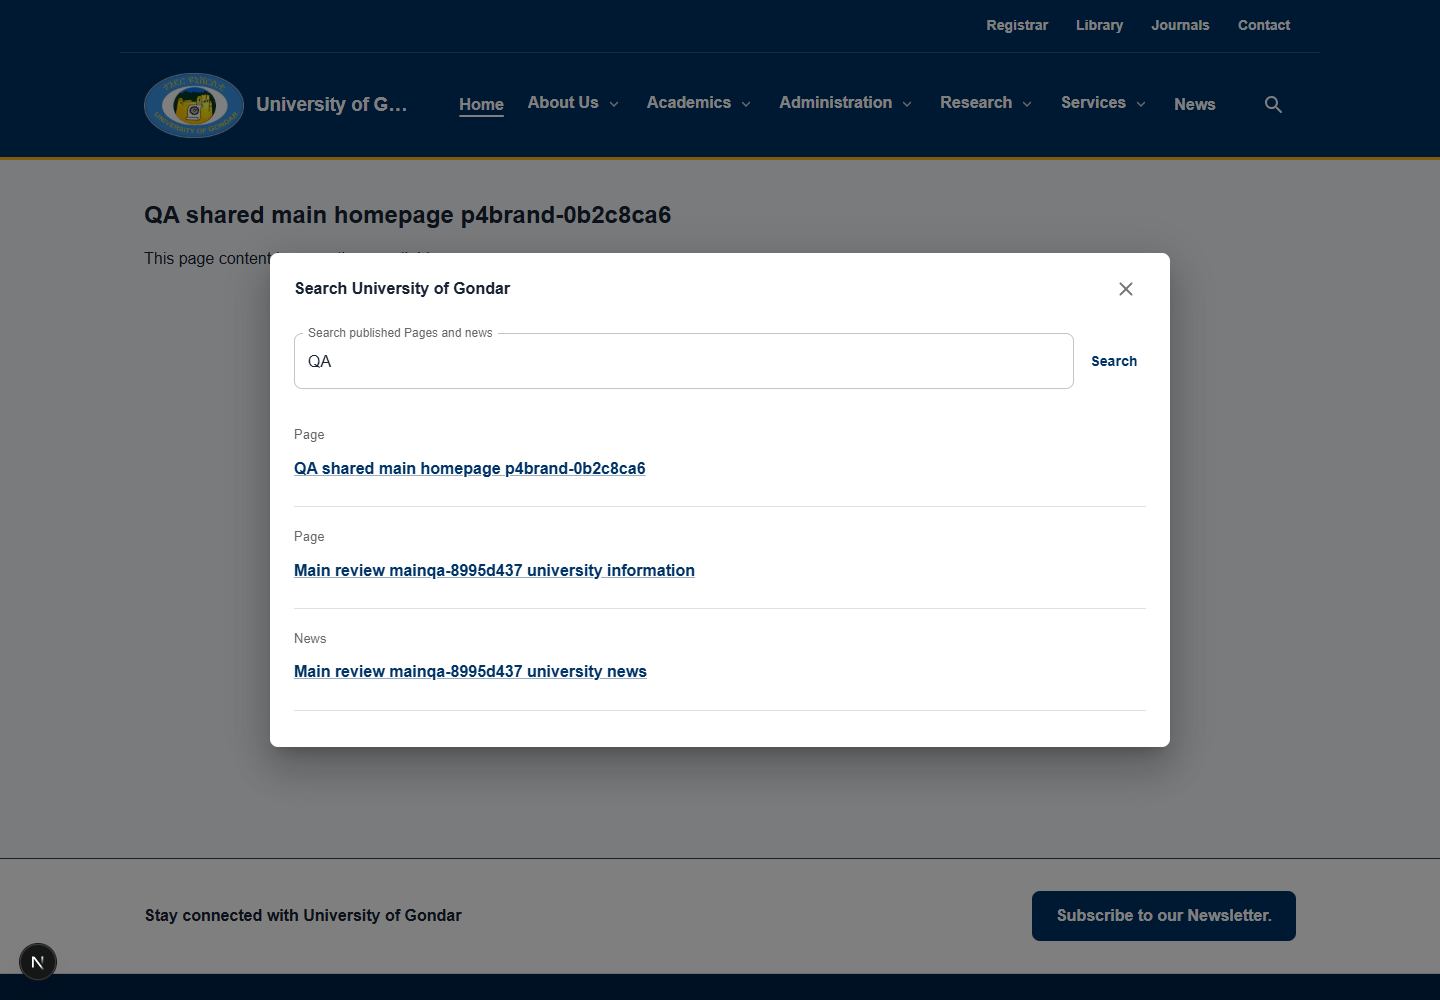 Registrar Library Journals Contact
University of G...
Home About Us Academics Administration Research Services News
QA shared main homepage p4brand-0b2c8ca6
This page content
Search University of Gondar
Search published Pages and news
QA
Search
Page
QA shared main homepage p4brand-0b2c8ca6
Page
Main review mainqa-8995d437 university information
News
Main review mainqa-8995d437 university news
Stay connected with University of Gondar
Subscribe to our Newsletter.
N
UNIVERSITY OF GONDAR